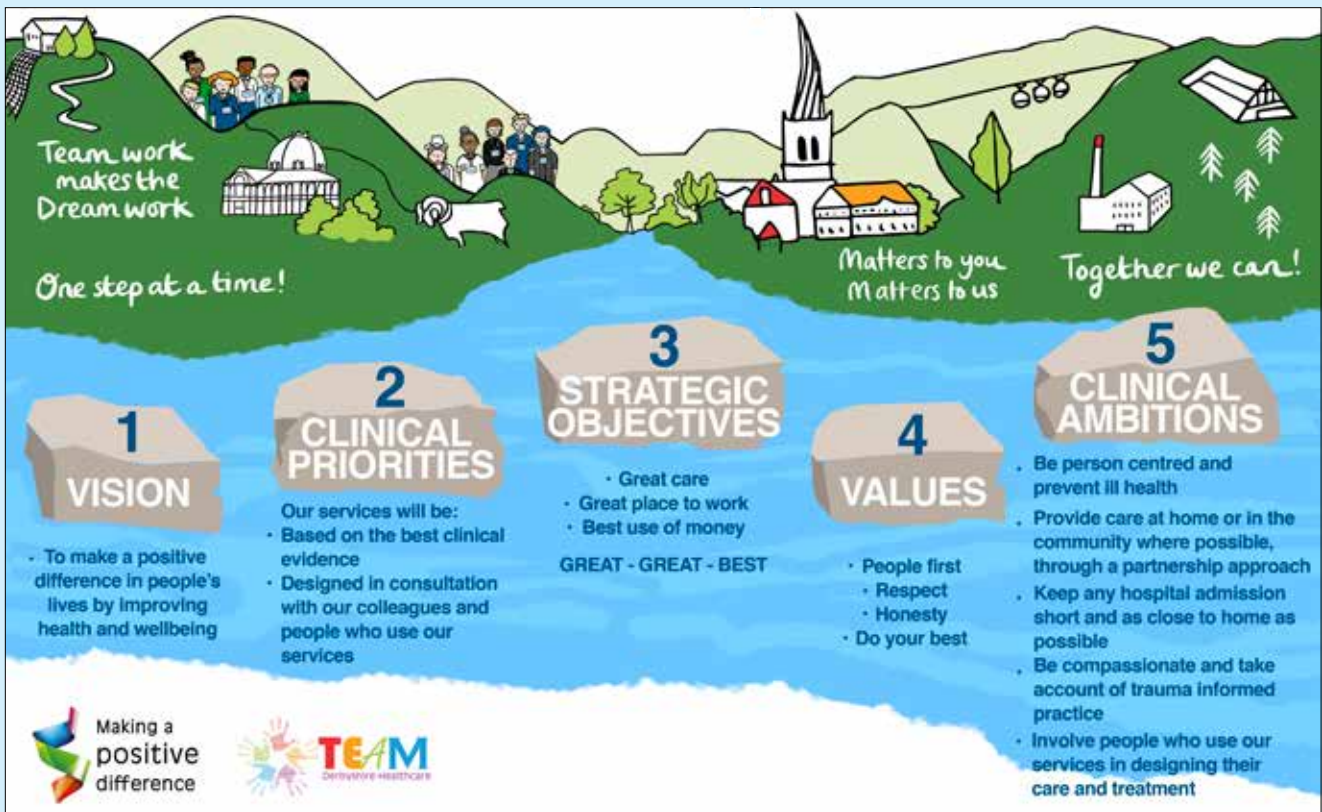 Team work
makes the
Dream work
One step at a time!
Matters to you
Matters to us
Together we can!
1
VISION
· To make a positive
difference in people's
lives by improving
health and wellbeing
2
CLINICAL
PRIORITIES
Our services will be:
· Based on the best clinical
evidence
· Designed in consultation
with our colleagues and
people who use our
services
3
STRATEGIC
OBJECTIVES
· Great care
· Great place to work
· Best use of money
GREAT - GREAT - BEST
4
VALUES
· People first
· Respect
· Honesty
· Do your best
5
CLINICAL
AMBITIONS
. Be person centred and
prevent ill health
. Provide care at home or in the
community where possible,
through a partnership approach
. Keep any hospital admission
short and as close to home as
possible
. Be compassionate and take
account of trauma informed
practice
· Involve people who use our
services in designing their
care and treatment
Making a
positive
difference
TEAM
Derbyshire Healthcare